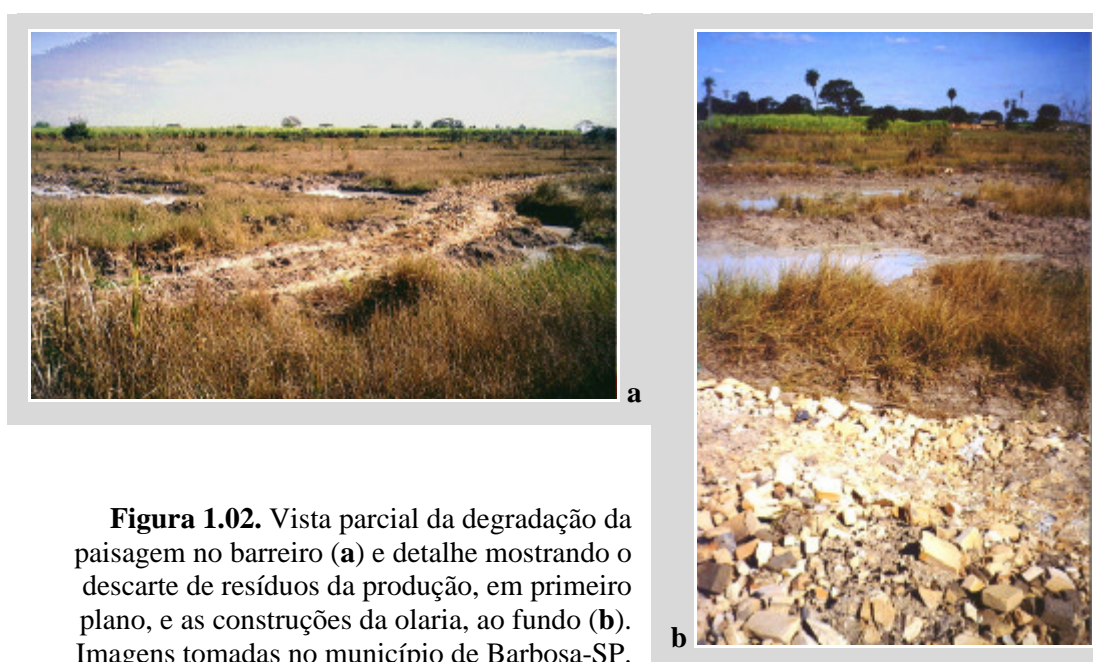 a
Figura 1.02. Vista parcial da degradação da
paisagem no barreiro (a) e detalhe mostrando o
descarte de resíduos da produção, em primeiro
plano, e as construções da olaria, ao fundo (b).
Imagens tomadas no município de Barbosa-SP.
b